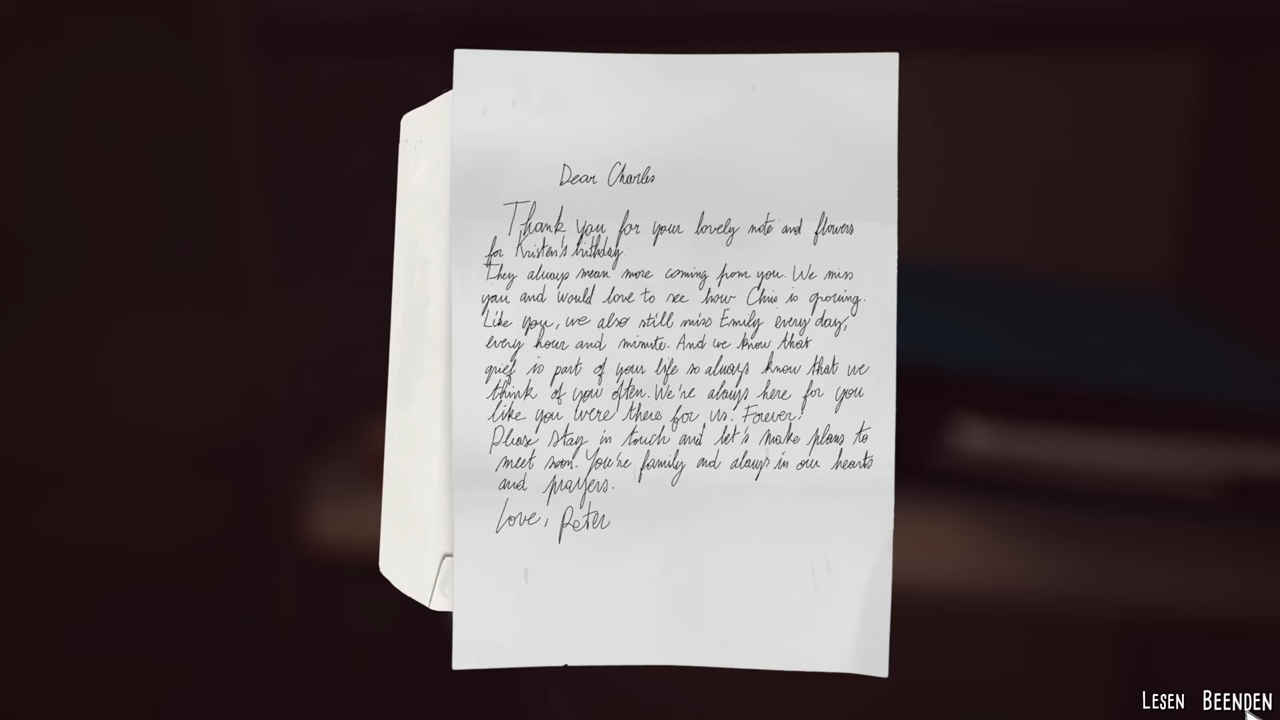 Dear Charles
Thank you for your lovely note and flowers
for Kristen's birthday.
They always mean more coming from you. We miss
you and would love to see how Chris is growing.
Like you, we also still miss Emily every day,
every hour and minute. And we know that
grief is part of your life so always know that we
think of you often. We're always here for you
like you were there for us. Forever!
Please stay in touch and let's make plans to
meet soon. You're family and always in our hearts
and prayers.
Love, Peter
LESEN BEENDEN